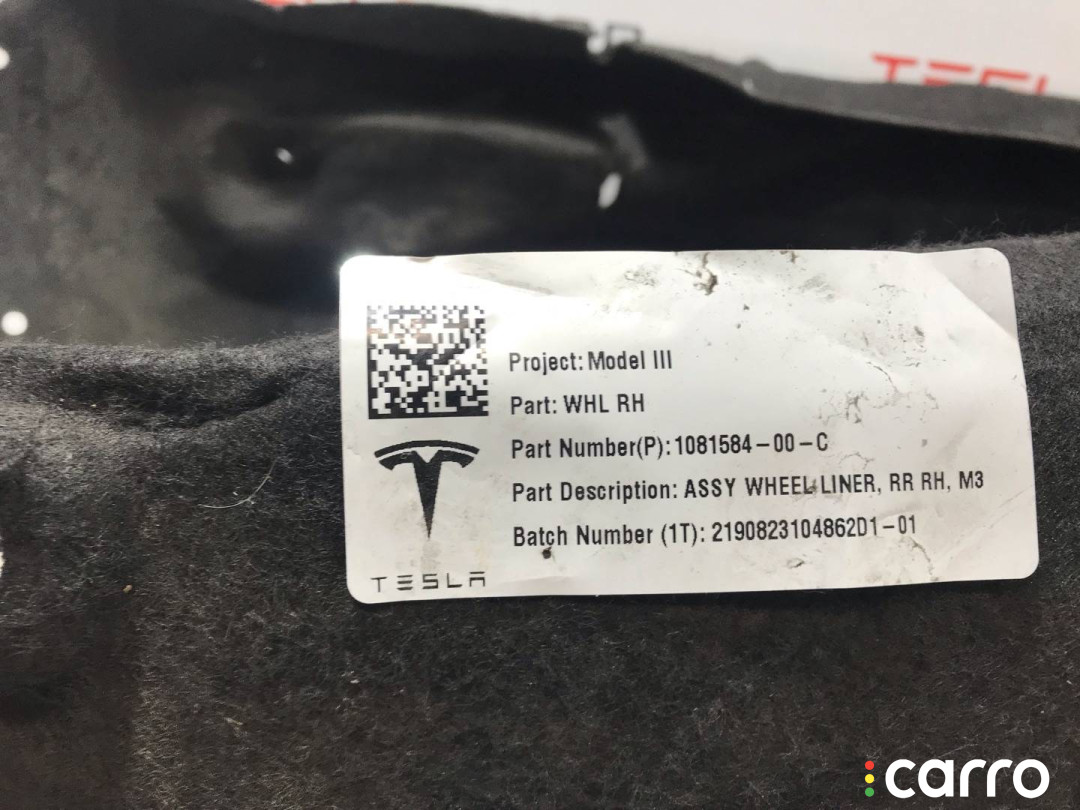 TESLA
Project: Model III
Part: WHL RH
Part Number(P): 1081584-00-C
Part Description: ASSY WHEEL LINER, RR RH, M3
Batch Number (1T): 2190823104862D1-01
TESLA
carro